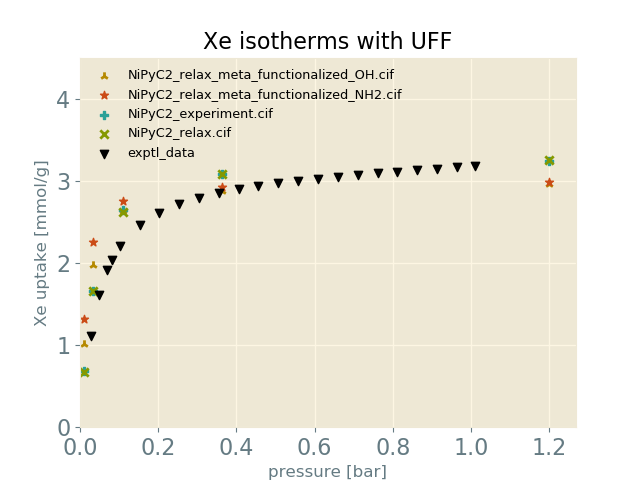 Xe isotherms with UFF
NiPyC2_relax_meta_functionalized_OH.cif
NiPyC2_relax_meta_functionalized_NH2.cif
NiPyC2_experiment.cif
NiPyC2_relax.cif
exptl_data
Xe uptake [mmol/g]
4
3
2
1
0
0.0 0.2 0.4 0.6 0.8 1.0 1.2
pressure [bar]